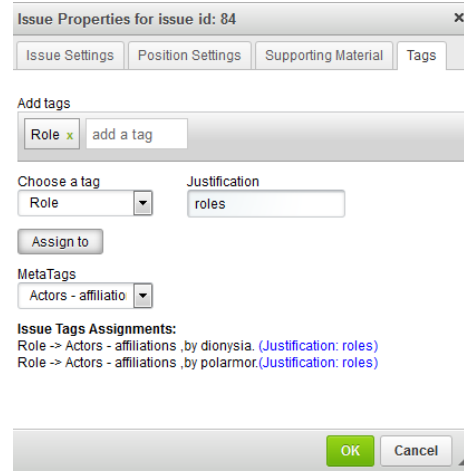 Issue Properties for issue id: 84 ×
Issue Settings Position Settings Supporting Material Tags
Add tags
Role x add a tag
Choose a tag Justification
Role roles
Assign to
MetaTags
Actors - affiliatio
Issue Tags Assignments:
Role -> Actors - affiliations ,by dionysia. (Justification: roles)
Role -> Actors - affiliations ,by polarmor.(Justification: roles)
OK Cancel